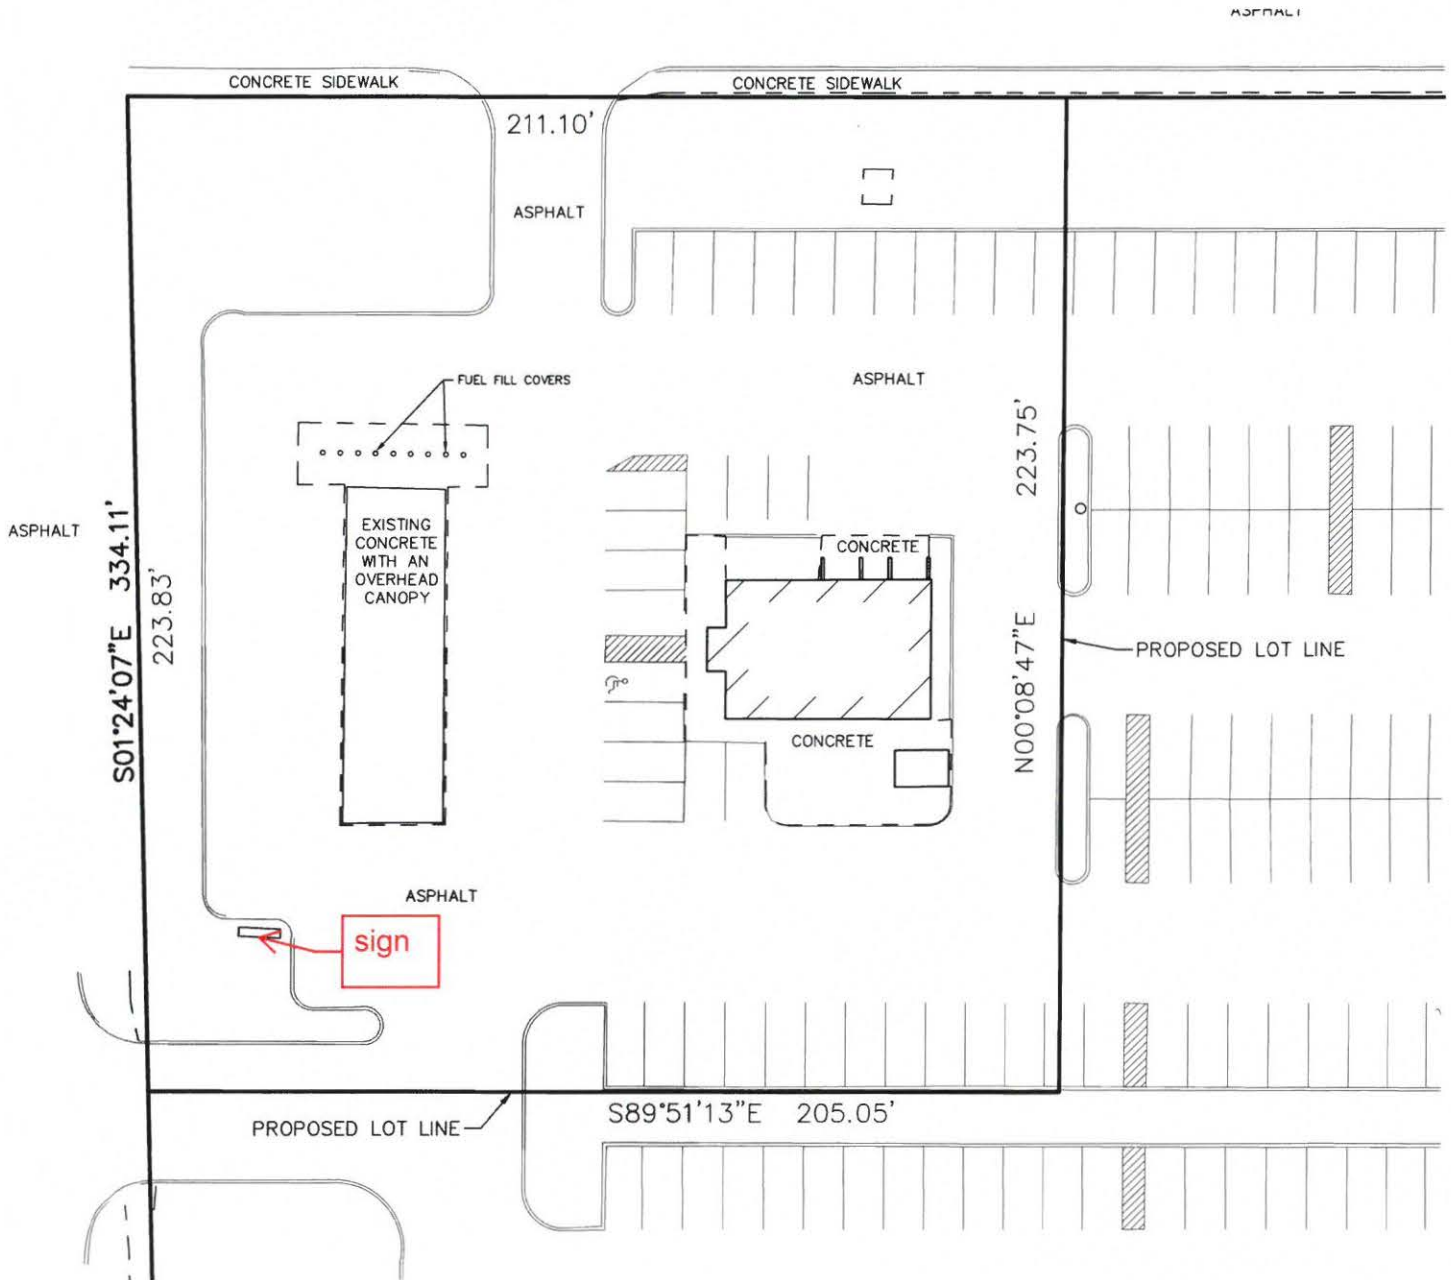 ASPHALT
CONCRETE SIDEWALK
CONCRETE SIDEWALK
211.10'
ASPHALT
FUEL FILL COVERS
ASPHALT
223.75'
ASPHALT
S01°24'07"E 334.11'
223.83'
EXISTING
CONCRETE
WITH AN
OVERHEAD
CANOPY
CONCRETE
N00°08'47"E
PROPOSED LOT LINE
CONCRETE
ASPHALT
sign
S89°51'13"E 205.05'
PROPOSED LOT LINE